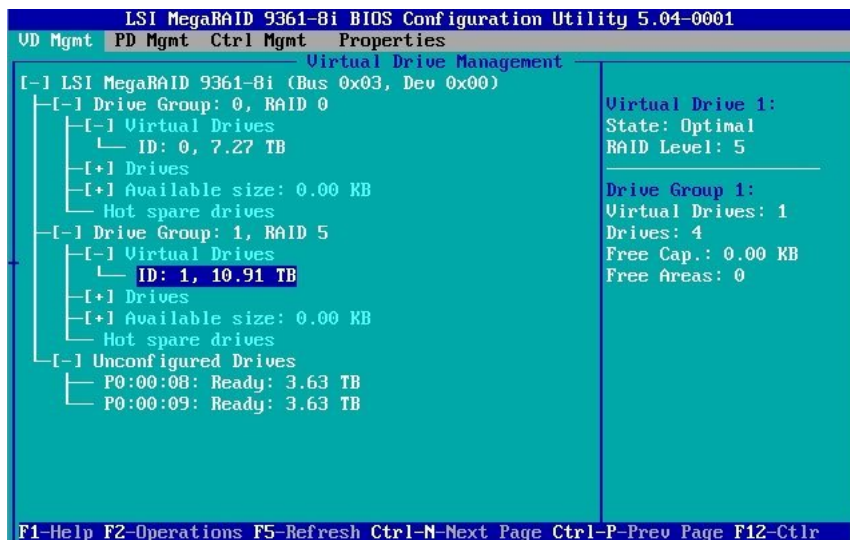 LSI MegaRAID 9361-8i BIOS Configuration Utility 5.04-0001
VD Mgmt PD Mgmt Ctrl Mgmt Properties
Virtual Drive Management
[-] LSI MegaRAID 9361-8i (Bus 0x03, Dev 0x00)
[-] Drive Group: 0, RAID 0
[-] Virtual Drives
ID: 0, 7.27 TB
[+] Drives
[+] Available size: 0.00 KB
Hot spare drives
[-] Drive Group: 1, RAID 5
[-] Virtual Drives
ID: 1, 10.91 TB
[+] Drives
[+] Available size: 0.00 KB
Hot spare drives
[-] Unconfigured Drives
P0:00:08: Ready: 3.63 TB
P0:00:09: Ready: 3.63 TB
Virtual Drive 1:
State: Optimal
RAID Level: 5
Drive Group 1:
Virtual Drives: 1
Drives: 4
Free Cap.: 0.00 KB
Free Areas: 0
F1-Help F2-Operations F5-Refresh Ctrl-N-Next Page Ctrl-P-Prev Page F12-Ctlr